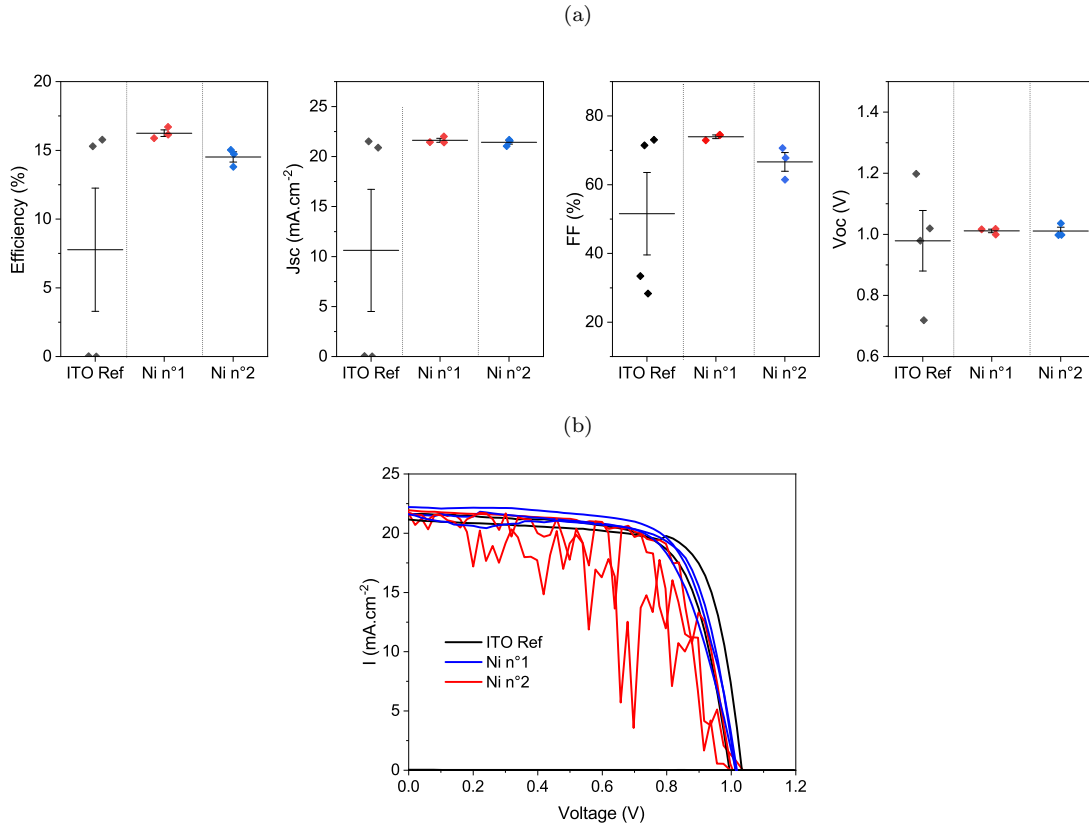 (a)
Efficiency (%)
20
15
10
5
0
ITO Ref Ni n°1 Ni n°2
Jsc (mA.cm-2)
25
20
15
10
5
0
ITO Ref Ni n°1 Ni n°2
FF (%)
80
60
40
20
ITO Ref Ni n°1 Ni n°2
Voc (V)
1.4
1.2
1.0
0.8
0.6
ITO Ref Ni n°1 Ni n°2
(b)
I (mA.cm-2)
25
20
15
10
5
0
ITO Ref
Ni n°1
Ni n°2
0.0 0.2 0.4 0.6 0.8 1.0 1.2
Voltage (V)